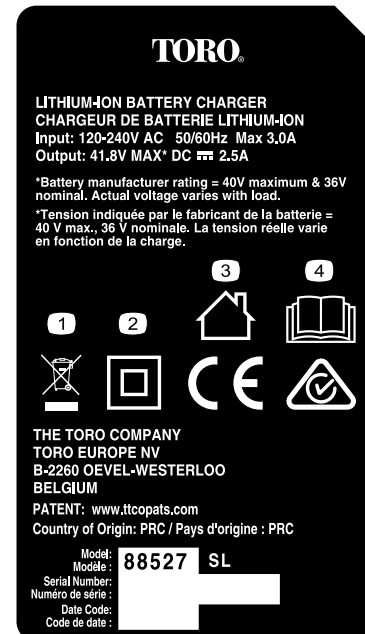 TORO®
LITHIUM-ION BATTERY CHARGER
CHARGEUR DE BATTERIE LITHIUM-ION
Input: 120-240V AC 50/60Hz Max 3.0A
Output: 41.8V MAX* DC ⎓ 2.5A
*Battery manufacturer rating = 40V maximum & 36V
nominal. Actual voltage varies with load.
*Tension indiquée par le fabricant de la batterie =
40 V max., 36 V nominale. La tension réelle varie
en fonction de la charge.
3 4
1 2
CE
THE TORO COMPANY
TORO EUROPE NV
B-2260 OEVEL-WESTERLOO
BELGIUM
PATENT: www.ttcopats.com
Country of Origin: PRC / Pays d'origine : PRC
Model:
Modèle : 88527 SL
Serial Number:
Numéro de série :
Date Code:
Code de date :